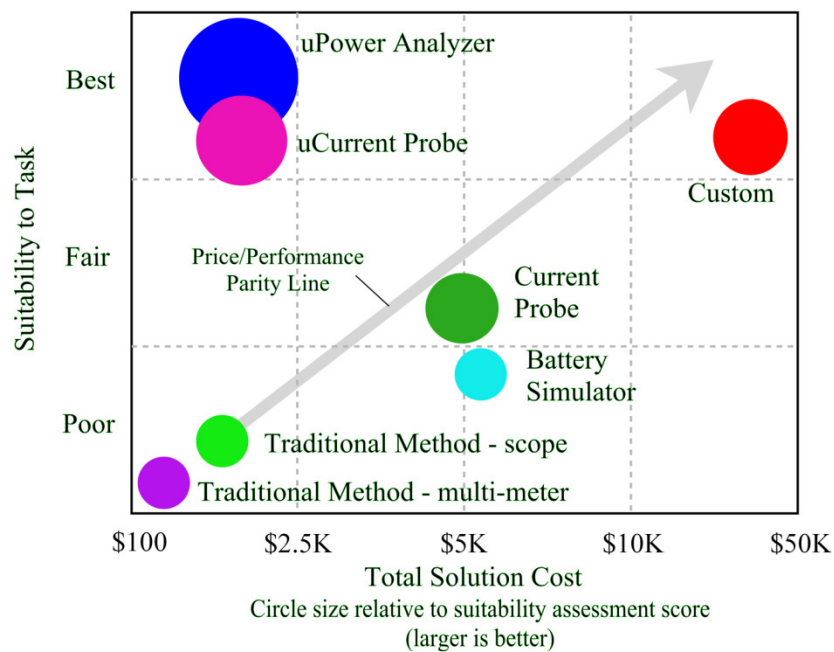 uPower Analyzer
Best
uCurrent Probe
Custom
Suitability to Task
Fair
Price/Performance
Parity Line
Current
Probe
Battery
Simulator
Poor
Traditional Method - scope
Traditional Method - multi-meter
$100
$2.5K
$5K
$10K
$50K
Total Solution Cost
Circle size relative to suitability assessment score
(larger is better)